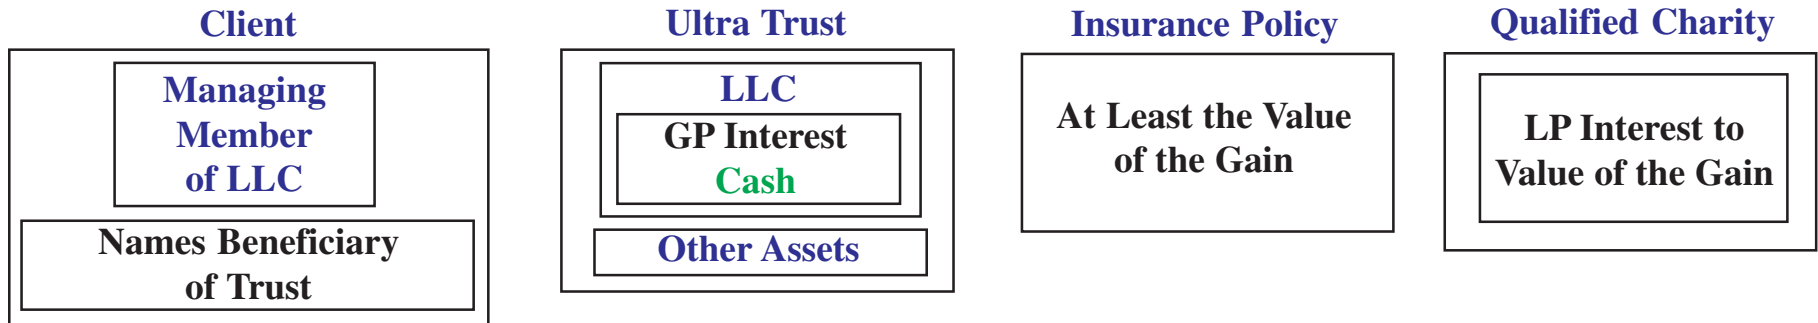 Client
Managing
Member
of LLC
Names Beneficiary
of Trust
Ultra Trust
LLC
GP Interest
Cash
Other Assets
Insurance Policy
At Least the Value
of the Gain
Qualified Charity
LP Interest to
Value of the Gain